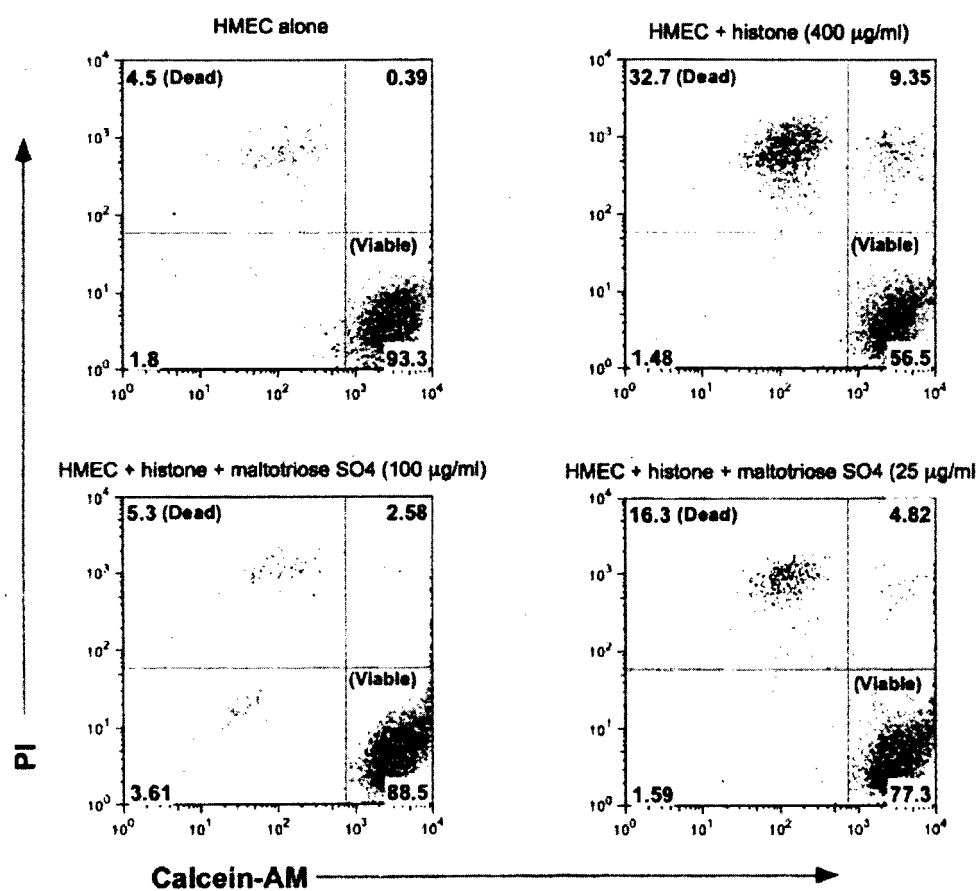 HMEC alone
4.5 (Dead) 0.39
(Viable)
1.8 93.3
10⁴
10³
10²
10¹
10⁰
10⁰ 10¹ 10² 10³ 10⁴
HMEC + histone (400 µg/ml)
32.7 (Dead) 9.35
(Viable)
1.48 56.5
10⁴
10³
10²
10¹
10⁰
10⁰ 10¹ 10² 10³ 10⁴
HMEC + histone + maltotriose SO4 (100 µg/ml)
5.3 (Dead) 2.58
(Viable)
3.61 88.5
10⁴
10³
10²
10¹
10⁰
10⁰ 10¹ 10² 10³ 10⁴
HMEC + histone + maltotriose SO4 (25 µg/ml
16.3 (Dead) 4.82
(Viable)
1.59 77.3
10⁴
10³
10²
10¹
10⁰
10⁰ 10¹ 10² 10³ 10⁴
PI
Calcein-AM